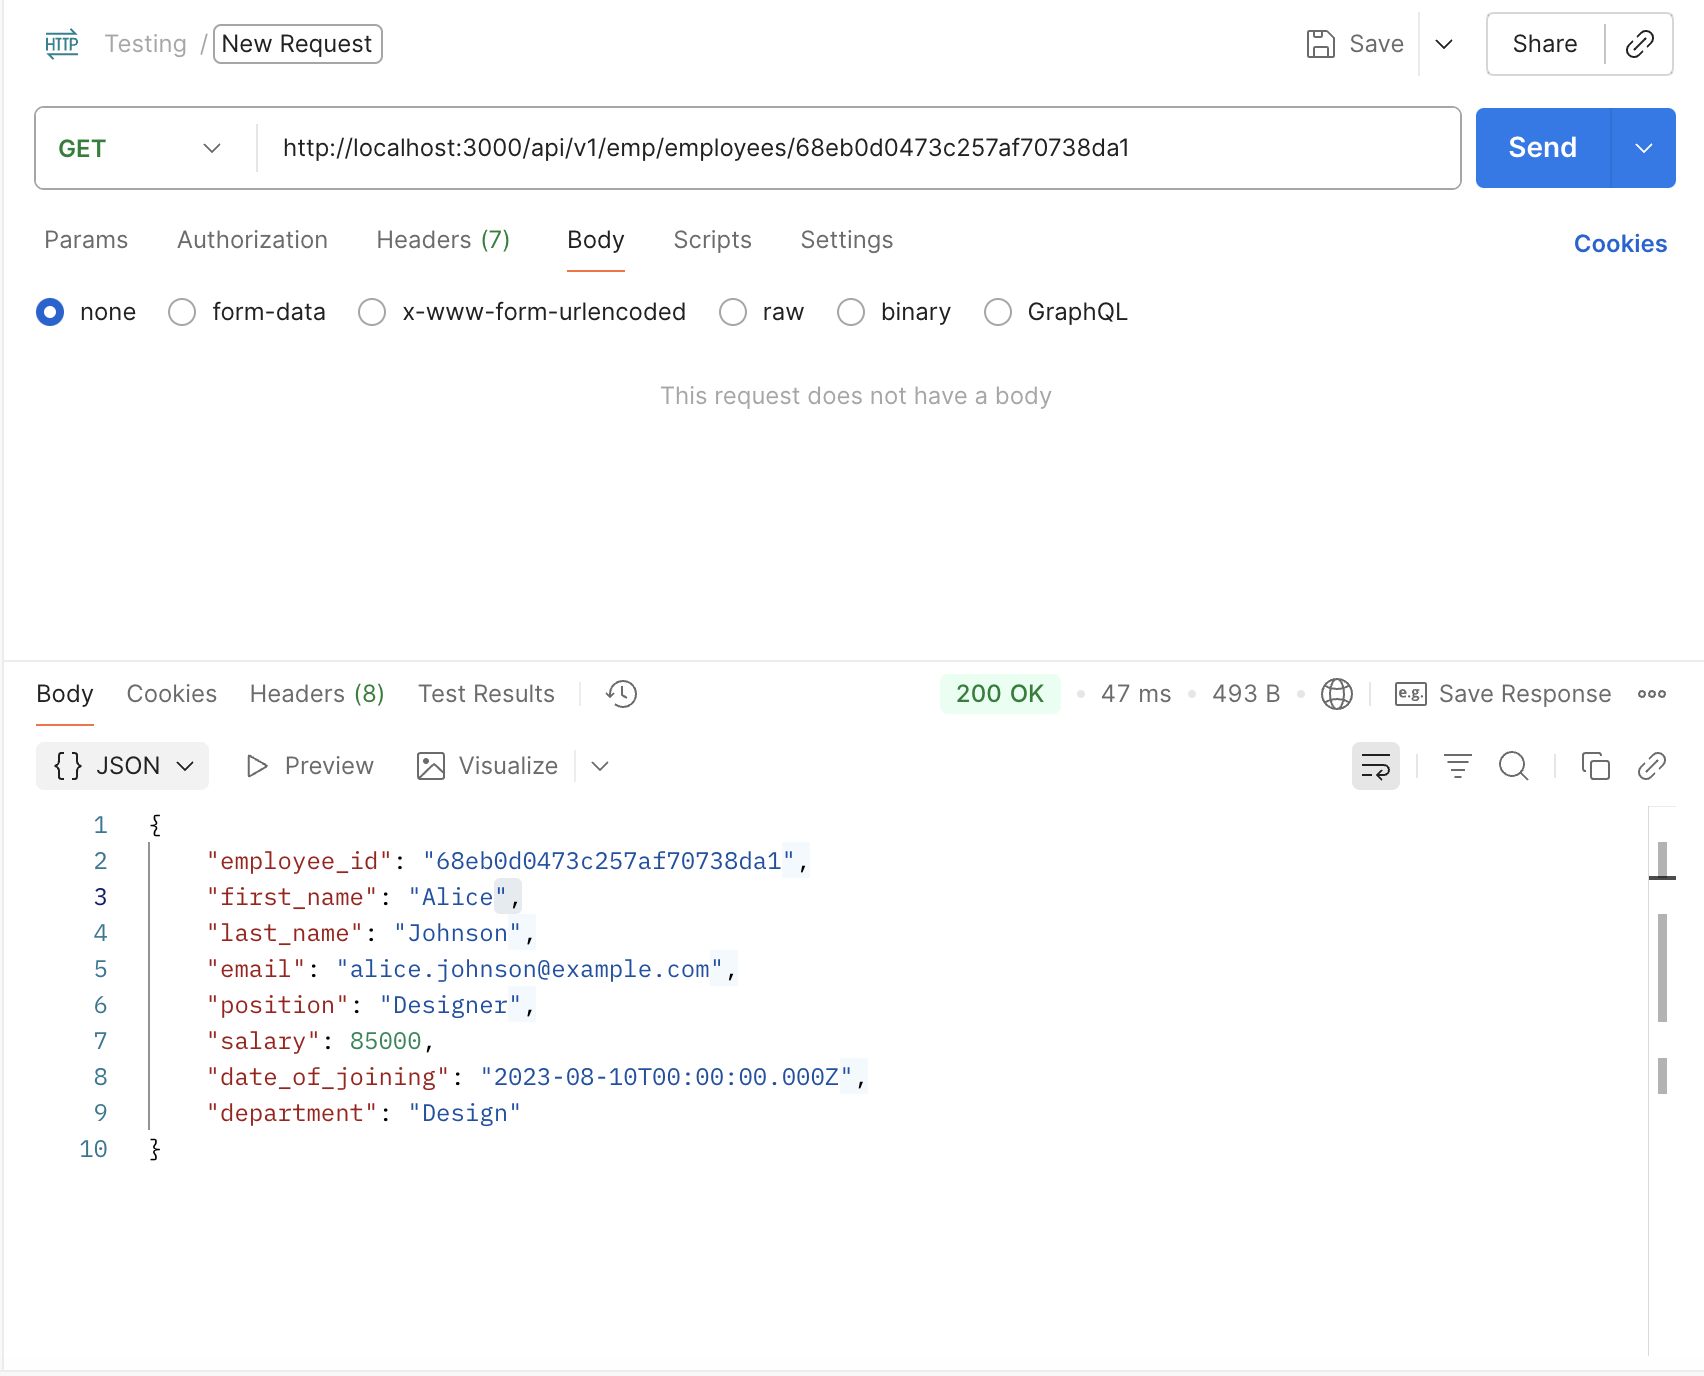 HTTP Testing / New Request Save Share
GET http://localhost:3000/api/v1/emp/employees/68eb0d0473c257af70738da1 Send
Params Authorization Headers (7) Body Scripts Settings Cookies
none form-data x-www-form-urlencoded raw binary GraphQL
This request does not have a body
Body Cookies Headers (8) Test Results 200 OK • 47 ms • 493 B • e.g. Save Response
{} JSON Preview Visualize
1 {
2 "employee_id": "68eb0d0473c257af70738da1",
3 "first_name": "Alice",
4 "last_name": "Johnson",
5 "email": "alice.johnson@example.com",
6 "position": "Designer",
7 "salary": 85000,
8 "date_of_joining": "2023-08-10T00:00:00.000Z",
9 "department": "Design"
10 }